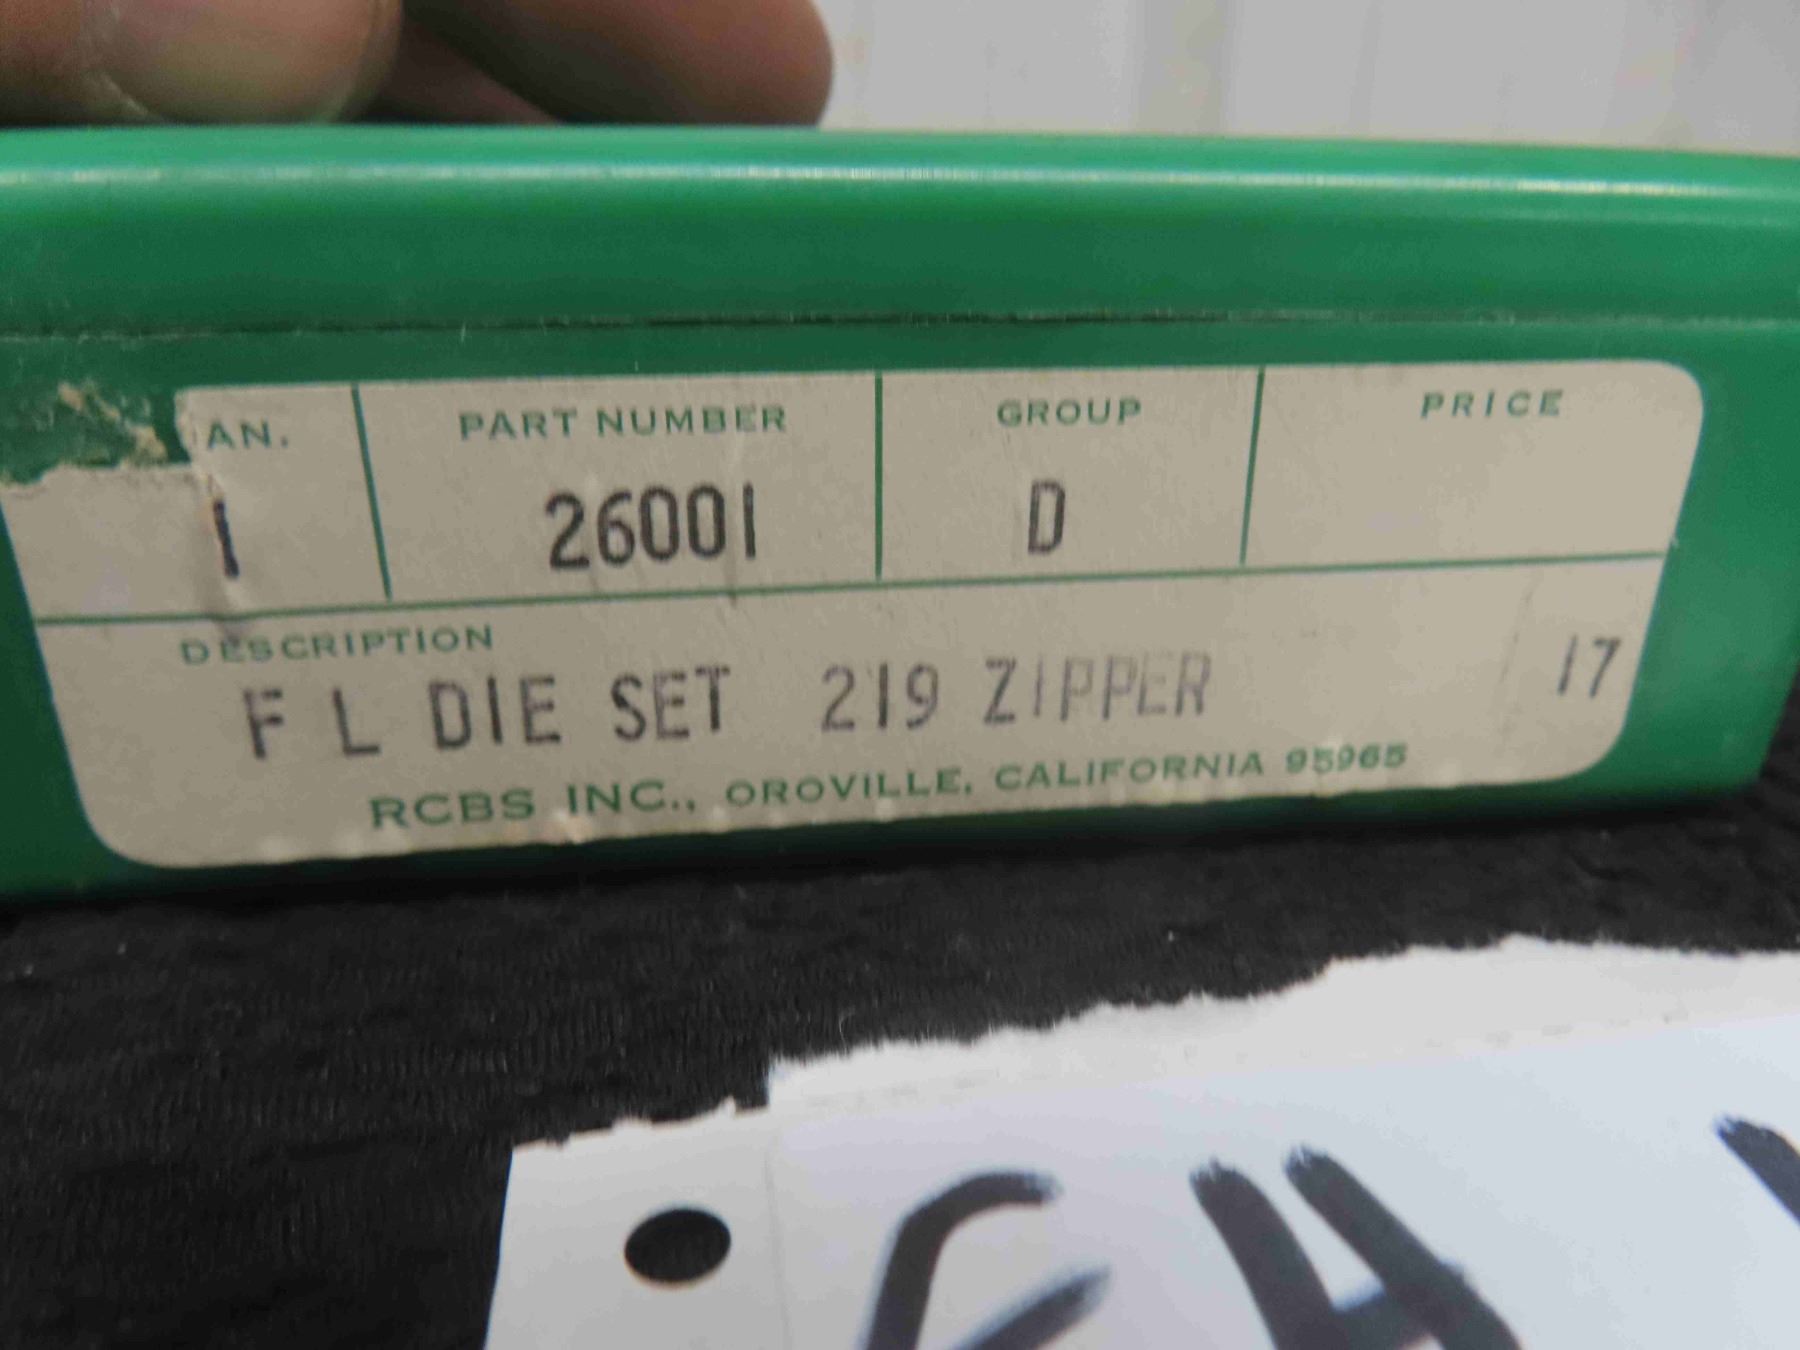 AN. PART NUMBER GROUP PRICE
1 26001 D
DESCRIPTION
F L DIE SET 219 ZIPPER 17
RCBS INC., OROVILLE, CALIFORNIA 95965